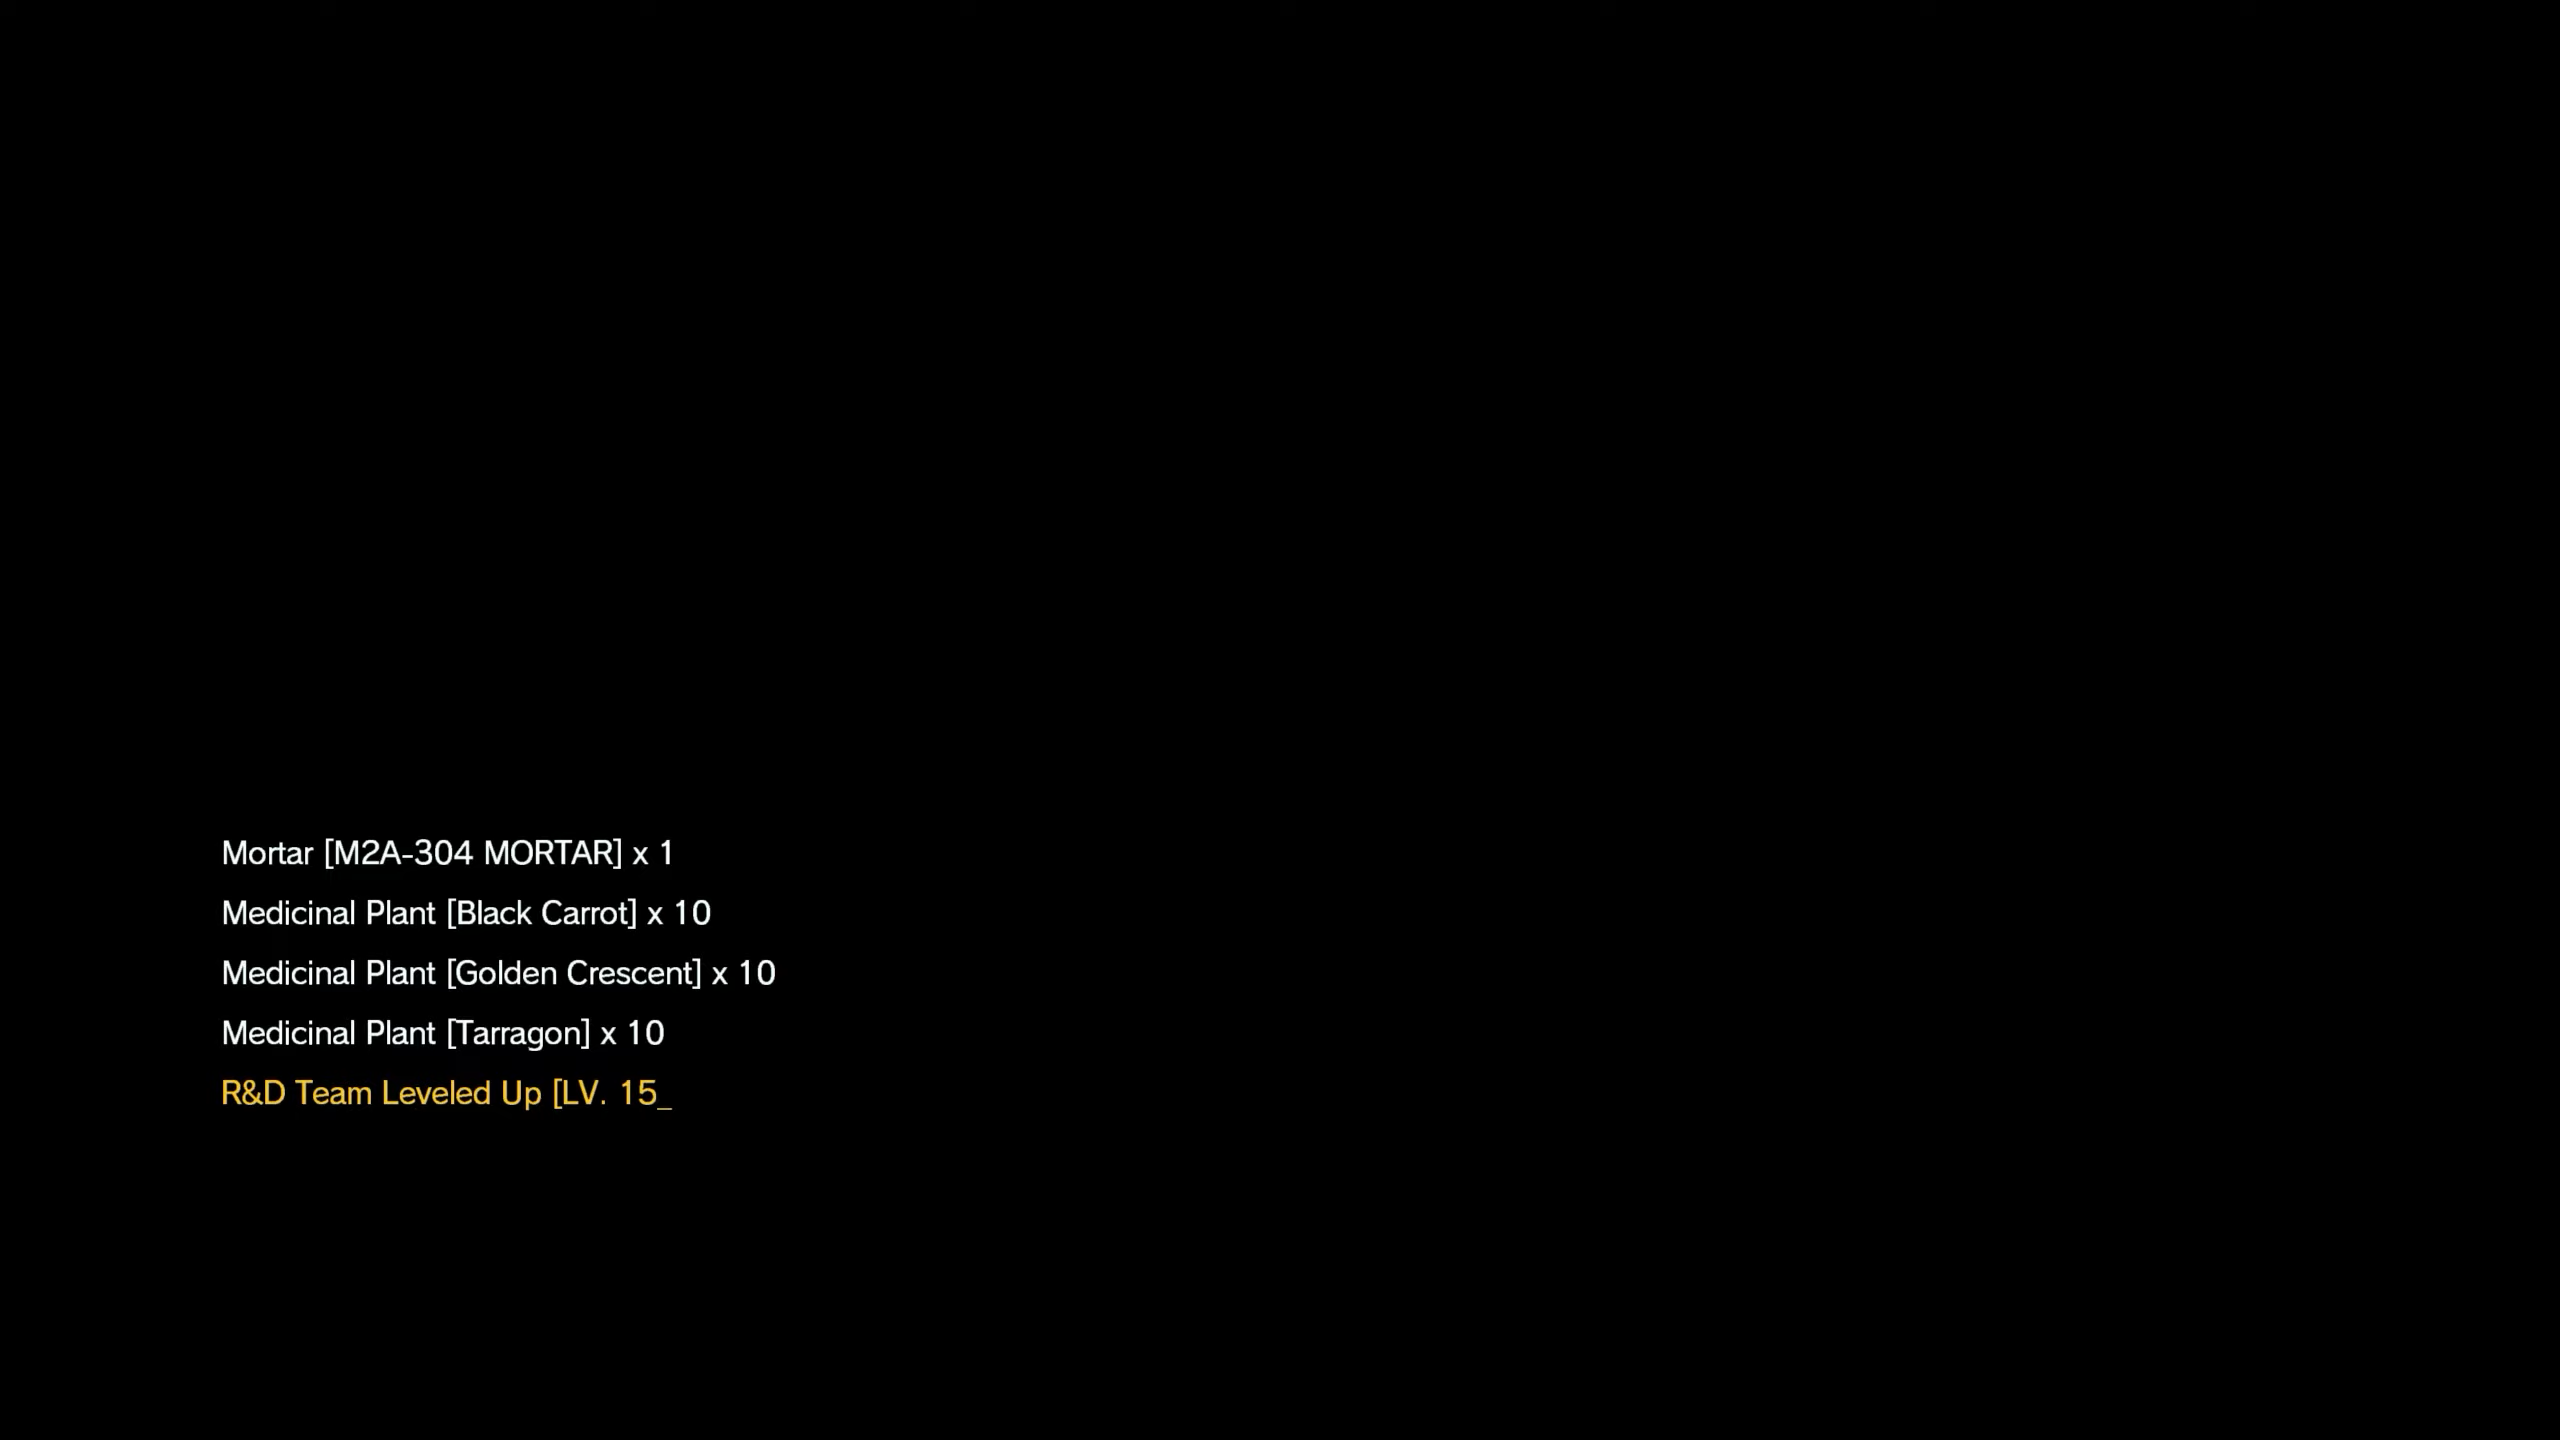 Mortar [M2A-304 MORTAR] x 1
Medicinal Plant [Black Carrot] x 10
Medicinal Plant [Golden Crescent] x 10
Medicinal Plant [Tarragon] x 10
R&D Team Leveled Up [LV. 15_